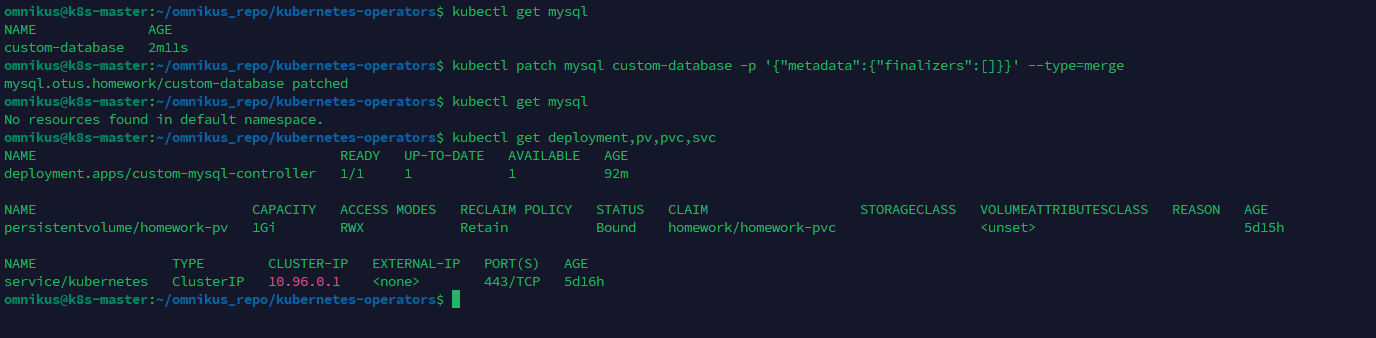 omnikus@k8s-master:~/omnikus_repo/kubernetes-operators$ kubectl get mysql
NAME              AGE
custom-database   2m11s
omnikus@k8s-master:~/omnikus_repo/kubernetes-operators$ kubectl patch mysql custom-database -p '{"metadata":{"finalizers":[]}}' --type=merge
mysql.otus.homework/custom-database patched
omnikus@k8s-master:~/omnikus_repo/kubernetes-operators$ kubectl get mysql
No resources found in default namespace.
omnikus@k8s-master:~/omnikus_repo/kubernetes-operators$ kubectl get deployment,pv,pvc,svc
NAME                                      READY   UP-TO-DATE   AVAILABLE   AGE
deployment.apps/custom-mysql-controller   1/1     1            1           92m
NAME                           CAPACITY   ACCESS MODES   RECLAIM POLICY   STATUS   CLAIM                   STORAGECLASS   VOLUMEATTRIBUTESCLASS   REASON   AGE
persistentvolume/homework-pv   1Gi        RWX            Retain           Bound    homework/homework-pvc                  <unset>                          5d15h
NAME                 TYPE        CLUSTER-IP   EXTERNAL-IP   PORT(S)   AGE
service/kubernetes   ClusterIP   10.96.0.1    <none>        443/TCP   5d16h
omnikus@k8s-master:~/omnikus_repo/kubernetes-operators$